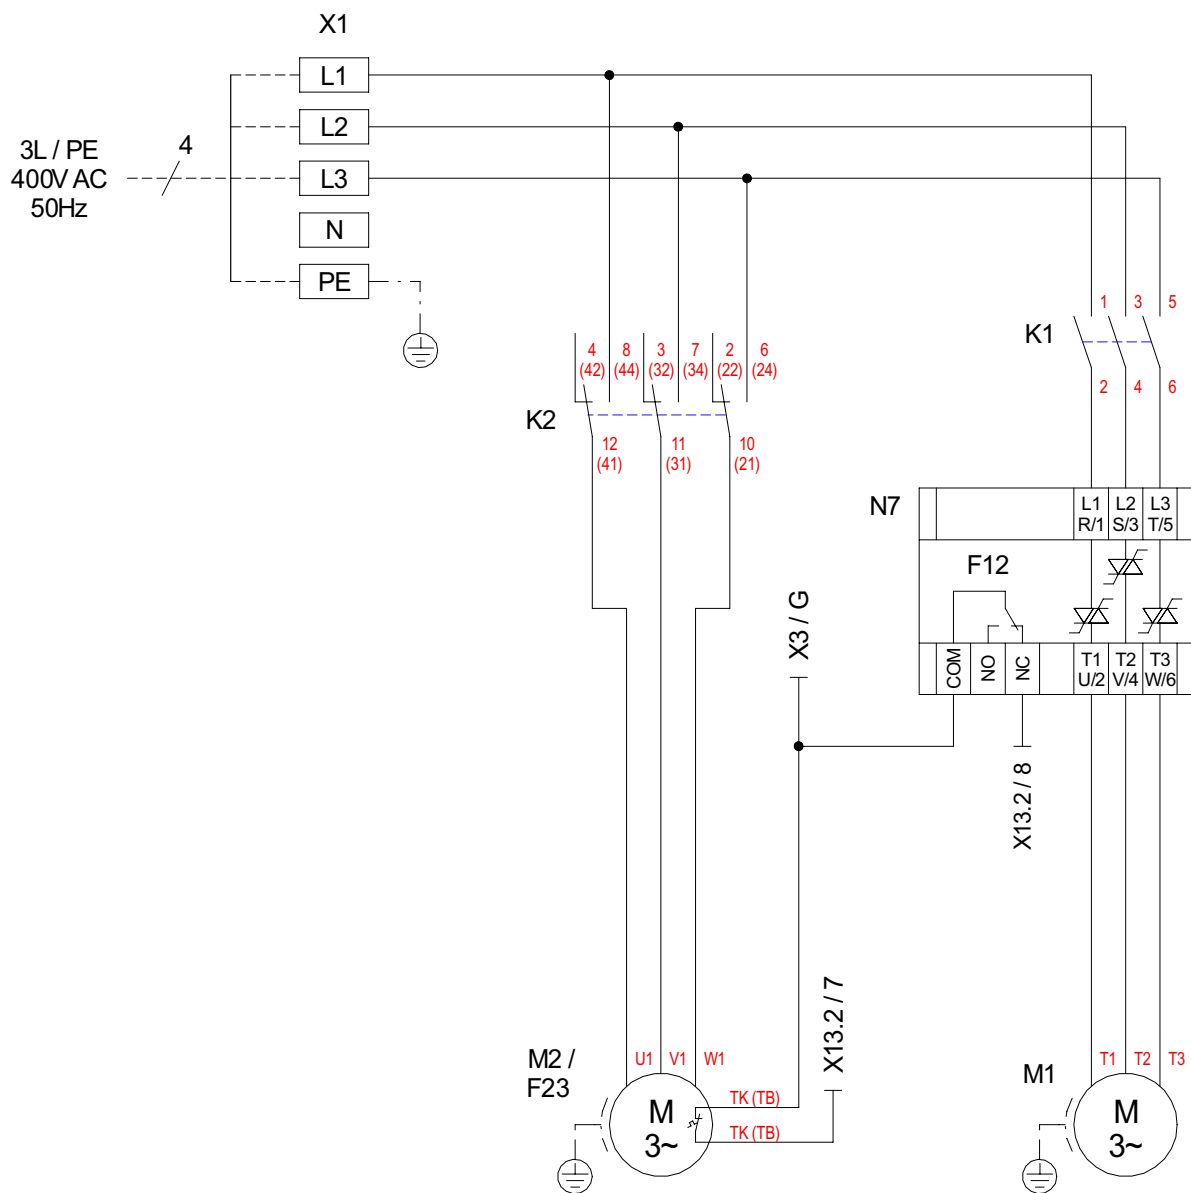 X1
L1
L2
L3
N
PE
3L / PE
400V AC
50Hz
4
K1
1 3 5
2 4 6
K2
4 8 3 7 2 6
(42) (44) (32) (34) (22) (24)
12 11 10
(41) (31) (21)
N7
L1 L2 L3
R/1 S/3 T/5
F12
COM NO NC
T1 T2 T3
U/2 V/4 W/6
X3 / G
X13.2 / 8
X13.2 / 7
M2 /
F23
U1 V1 W1
M
3~
TK (TB)
TK (TB)
M1
T1 T2 T3
M
3~